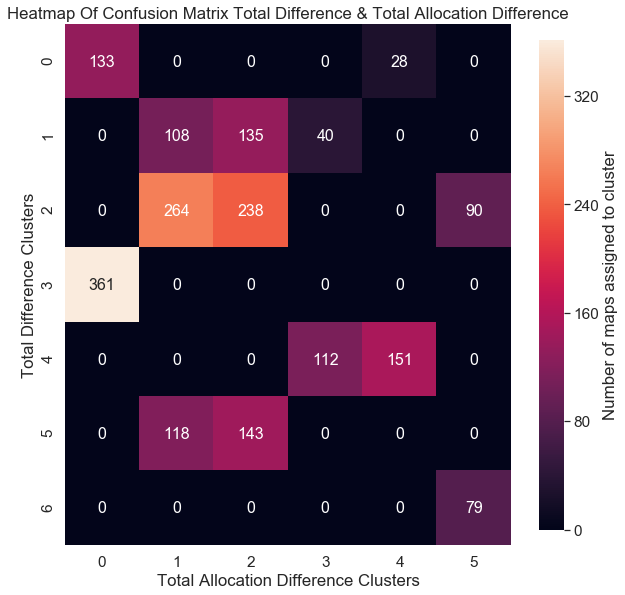 Heatmap Of Confusion Matrix Total Difference & Total Allocation Difference
0 133 0 0 0 28 0
1 0 108 135 40 0 0
2 0 264 238 0 0 90
3 361 0 0 0 0 0
4 0 0 0 112 151 0
5 0 118 143 0 0 0
6 0 0 0 0 0 79
0 1 2 3 4 5
Total Difference Clusters
Total Allocation Difference Clusters
320
240
160
80
0
Number of maps assigned to cluster